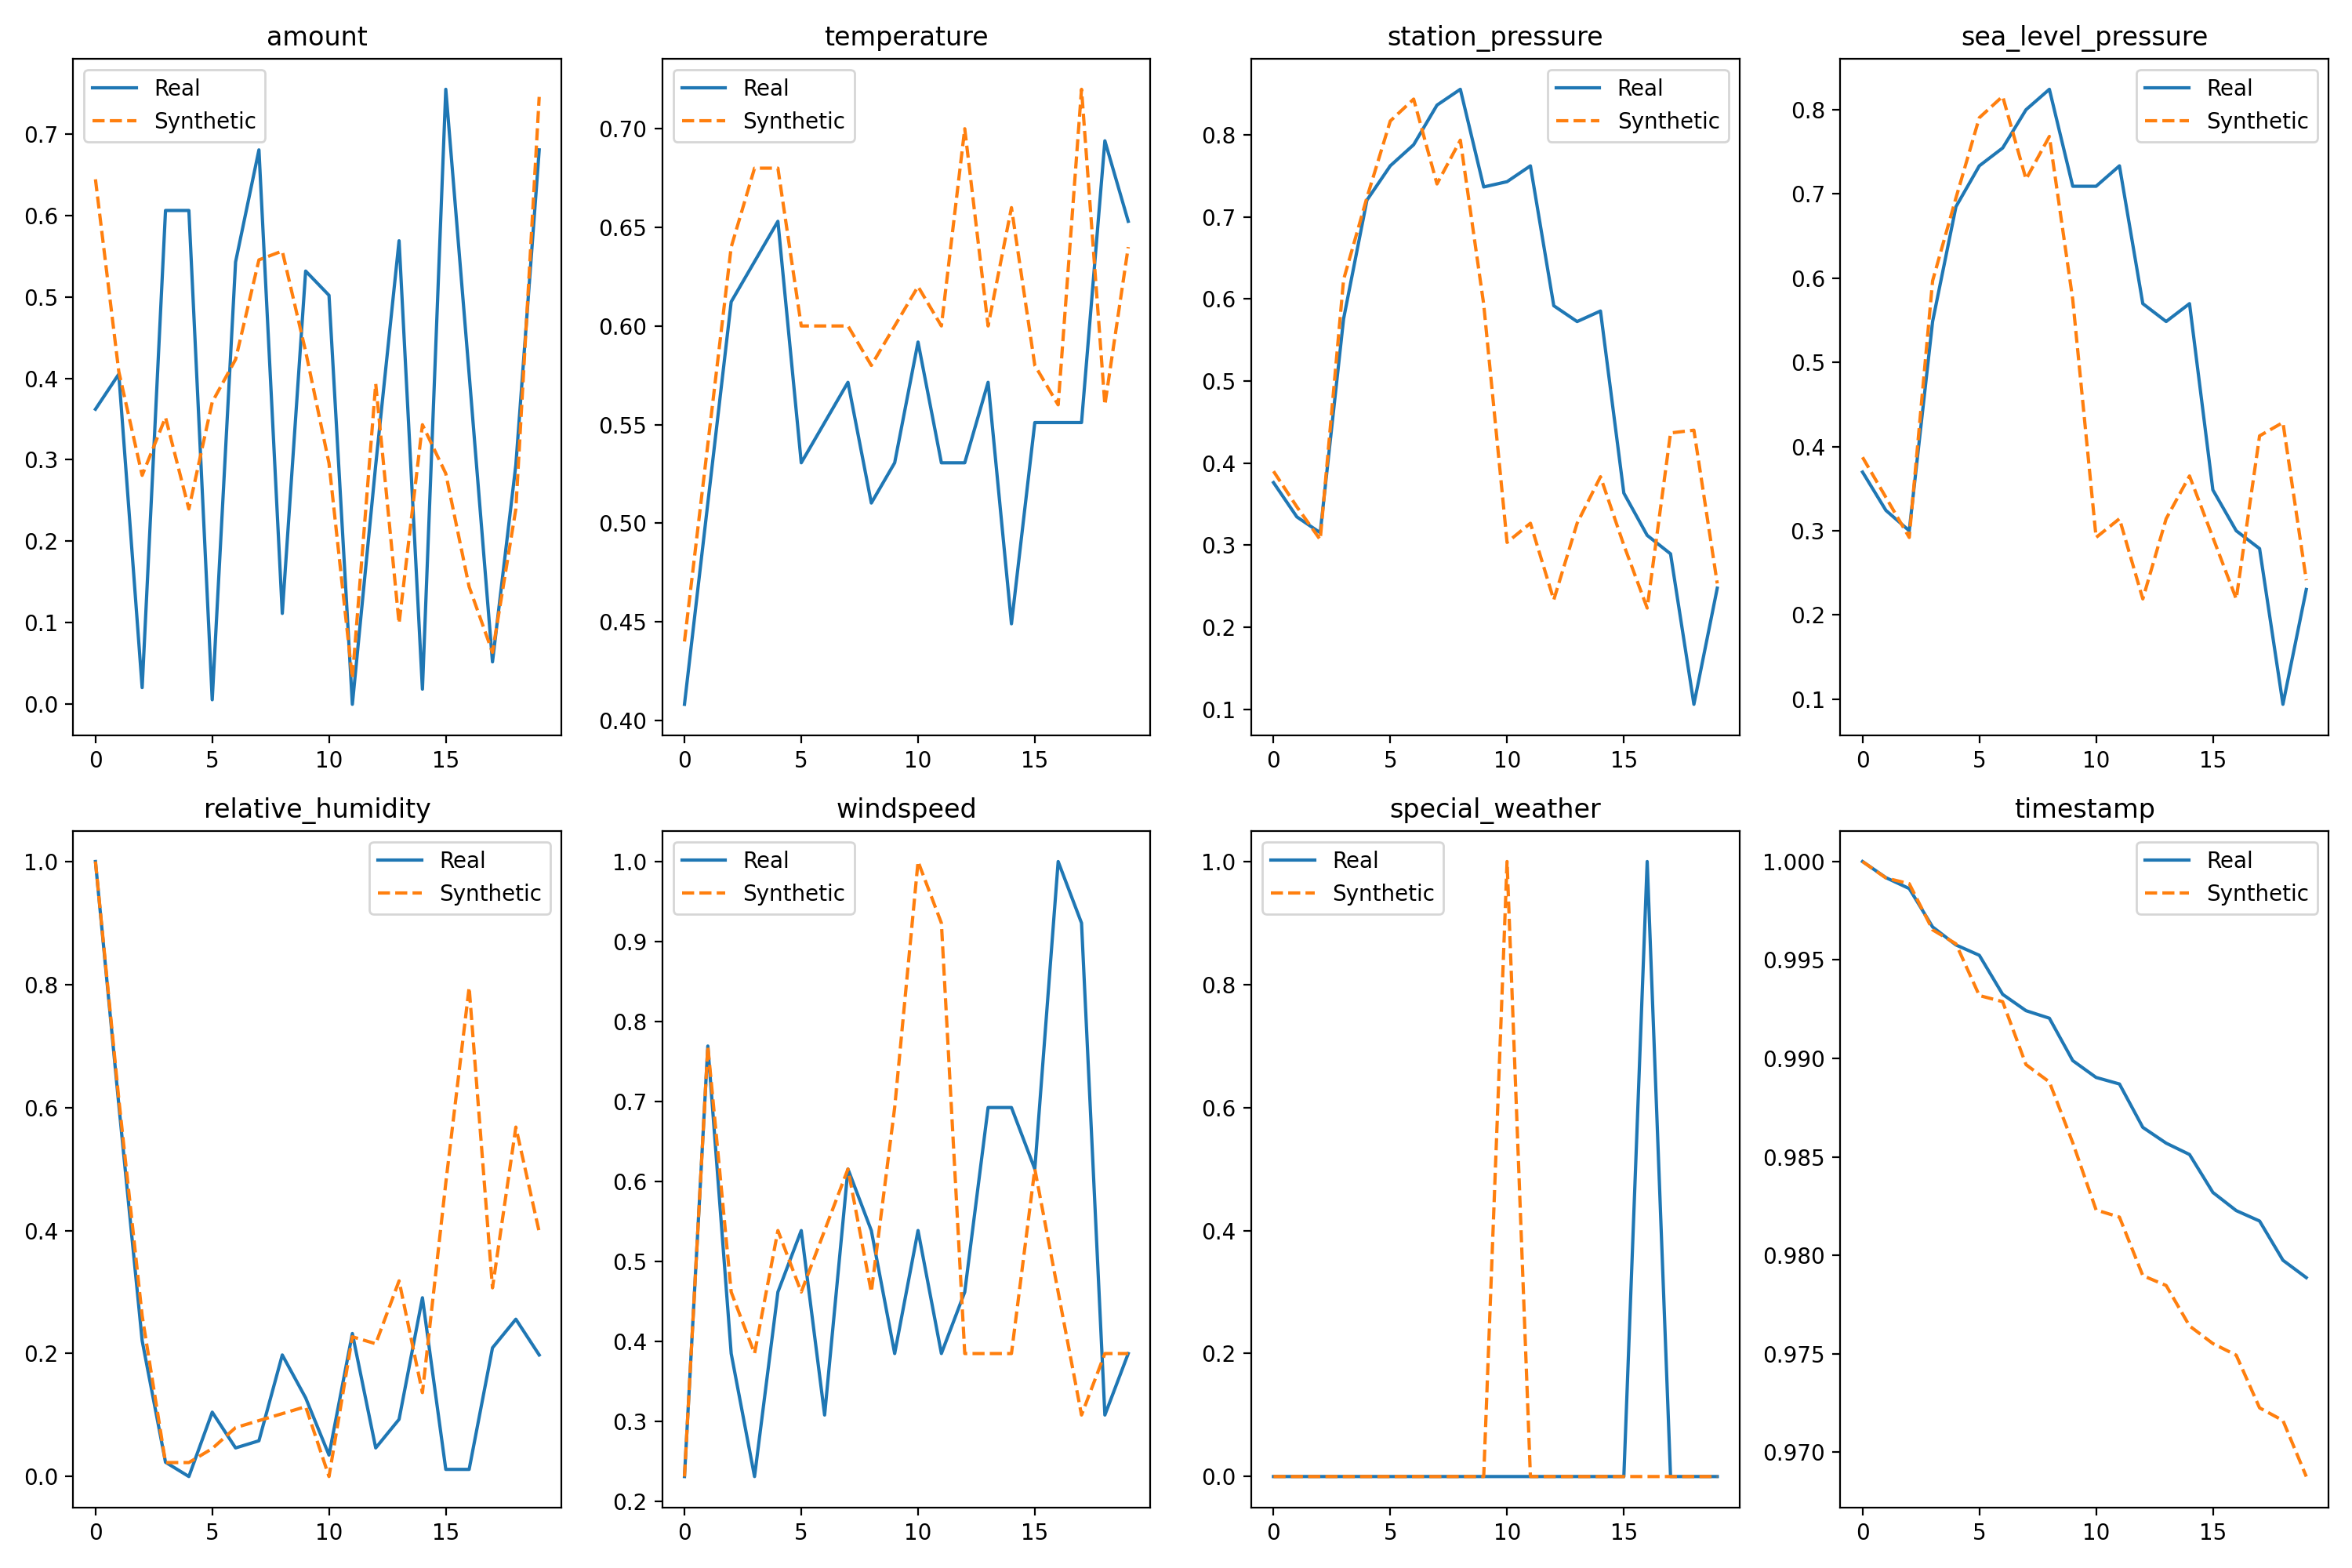 amount
Real
Synthetic
0.7
0.6
0.5
0.4
0.3
0.2
0.1
0.0
0 5 10 15
temperature
Real
Synthetic
0.70
0.65
0.60
0.55
0.50
0.45
0.40
0 5 10 15
station_pressure
Real
Synthetic
0.8
0.7
0.6
0.5
0.4
0.3
0.2
0.1
0 5 10 15
sea_level_pressure
Real
Synthetic
0.8
0.7
0.6
0.5
0.4
0.3
0.2
0.1
0 5 10 15
relative_humidity
Real
Synthetic
1.0
0.8
0.6
0.4
0.2
0.0
0 5 10 15
windspeed
Real
Synthetic
1.0
0.9
0.8
0.7
0.6
0.5
0.4
0.3
0.2
0 5 10 15
special_weather
Real
Synthetic
1.0
0.8
0.6
0.4
0.2
0.0
0 5 10 15
timestamp
Real
Synthetic
1.000
0.995
0.990
0.985
0.980
0.975
0.970
0 5 10 15